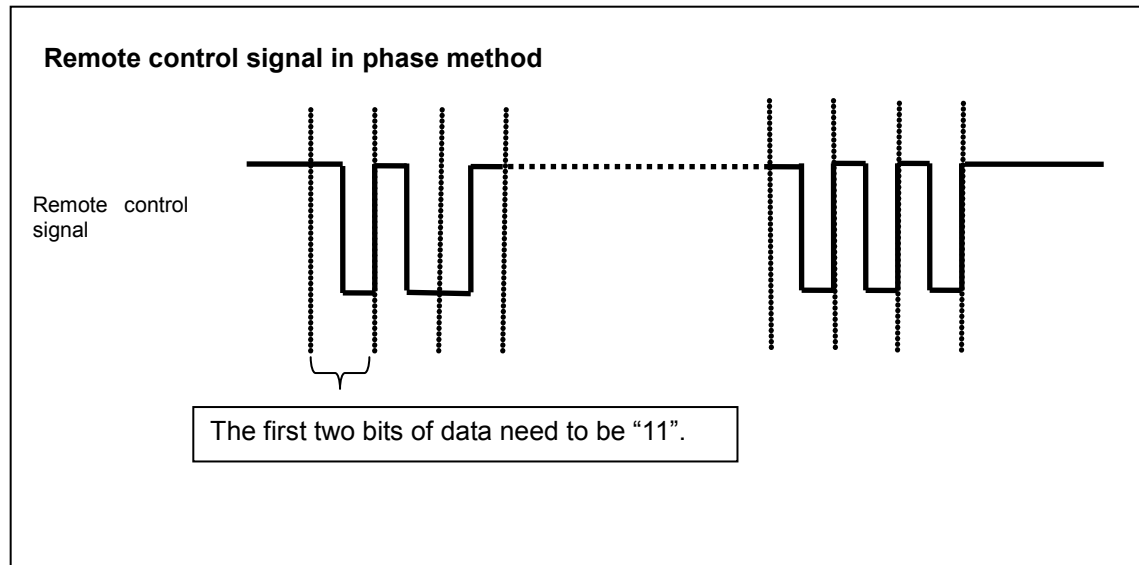 Remote control signal in phase method
Remote control
signal
The first two bits of data need to be “11”.